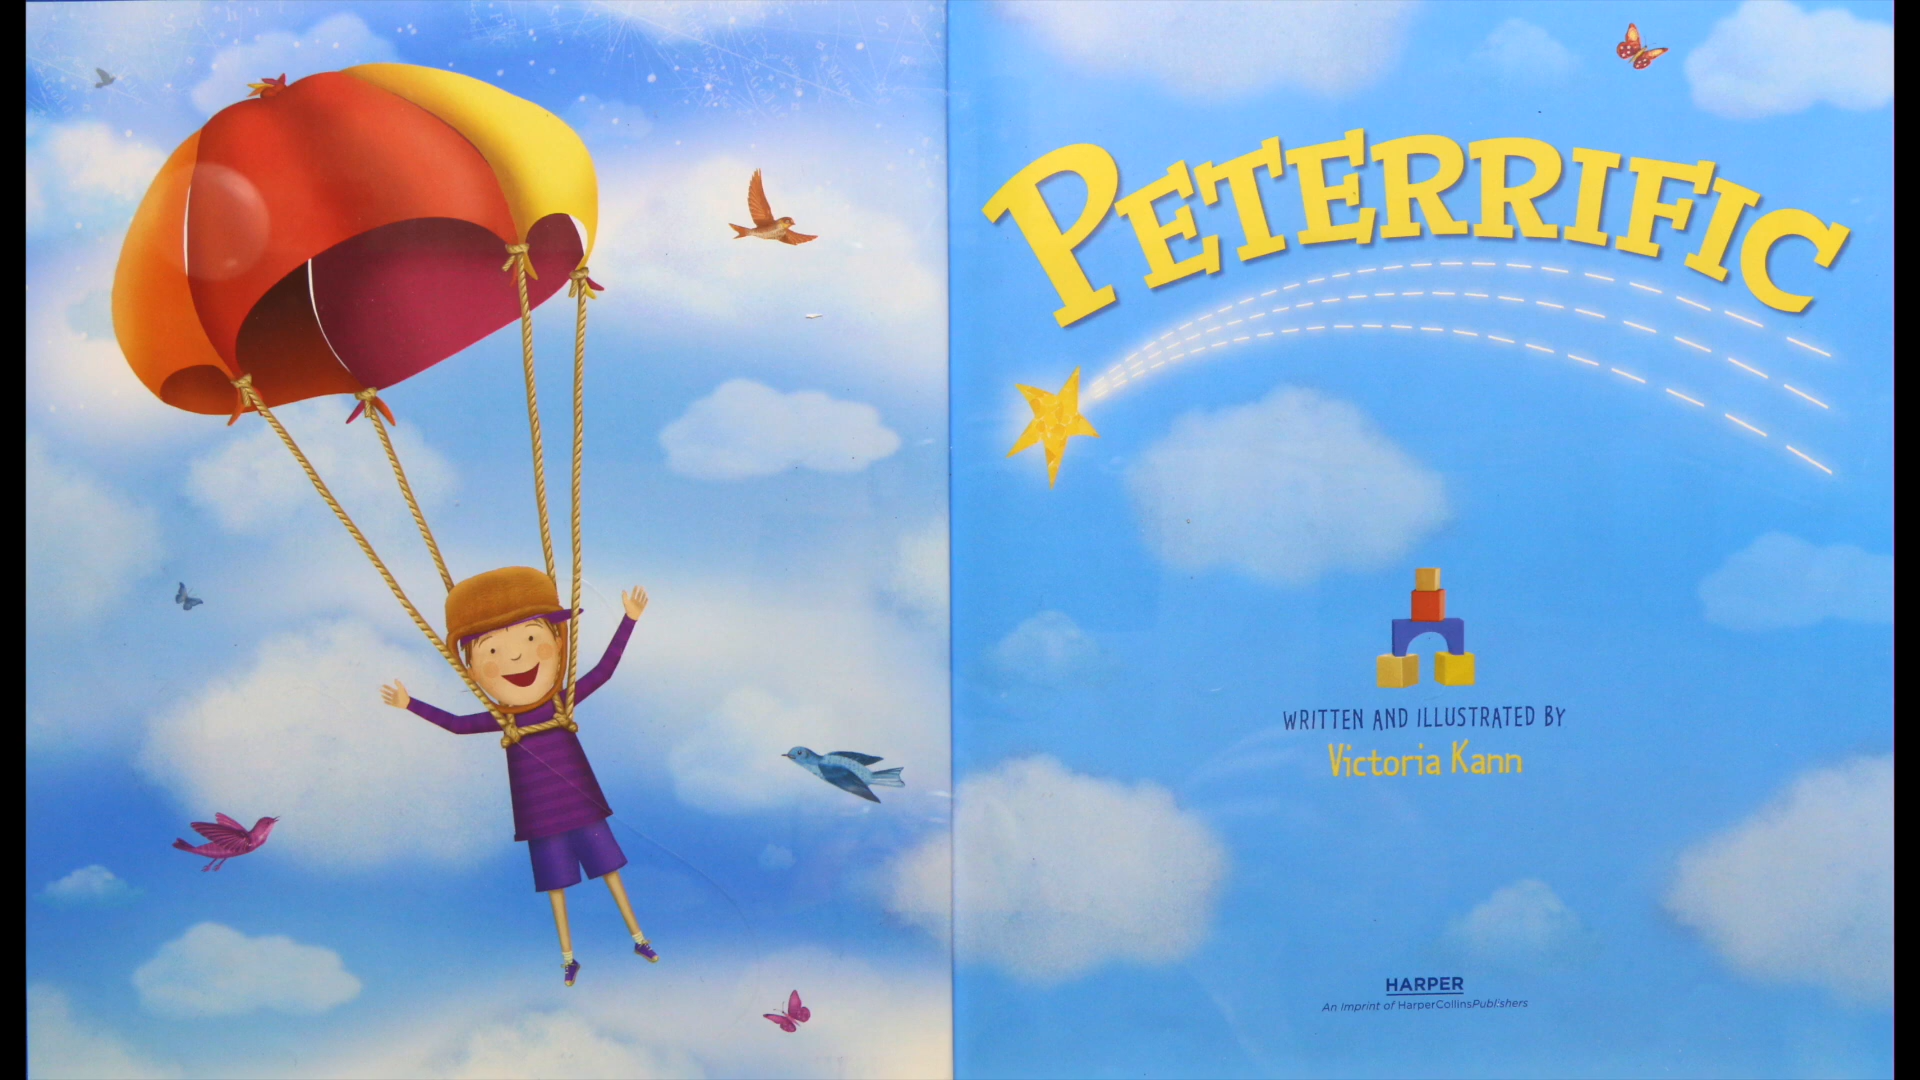 PETERRIFIC
WRITTEN AND ILLUSTRATED BY
Victoria Kann
HARPER
An Imprint of HarperCollinsPublishers